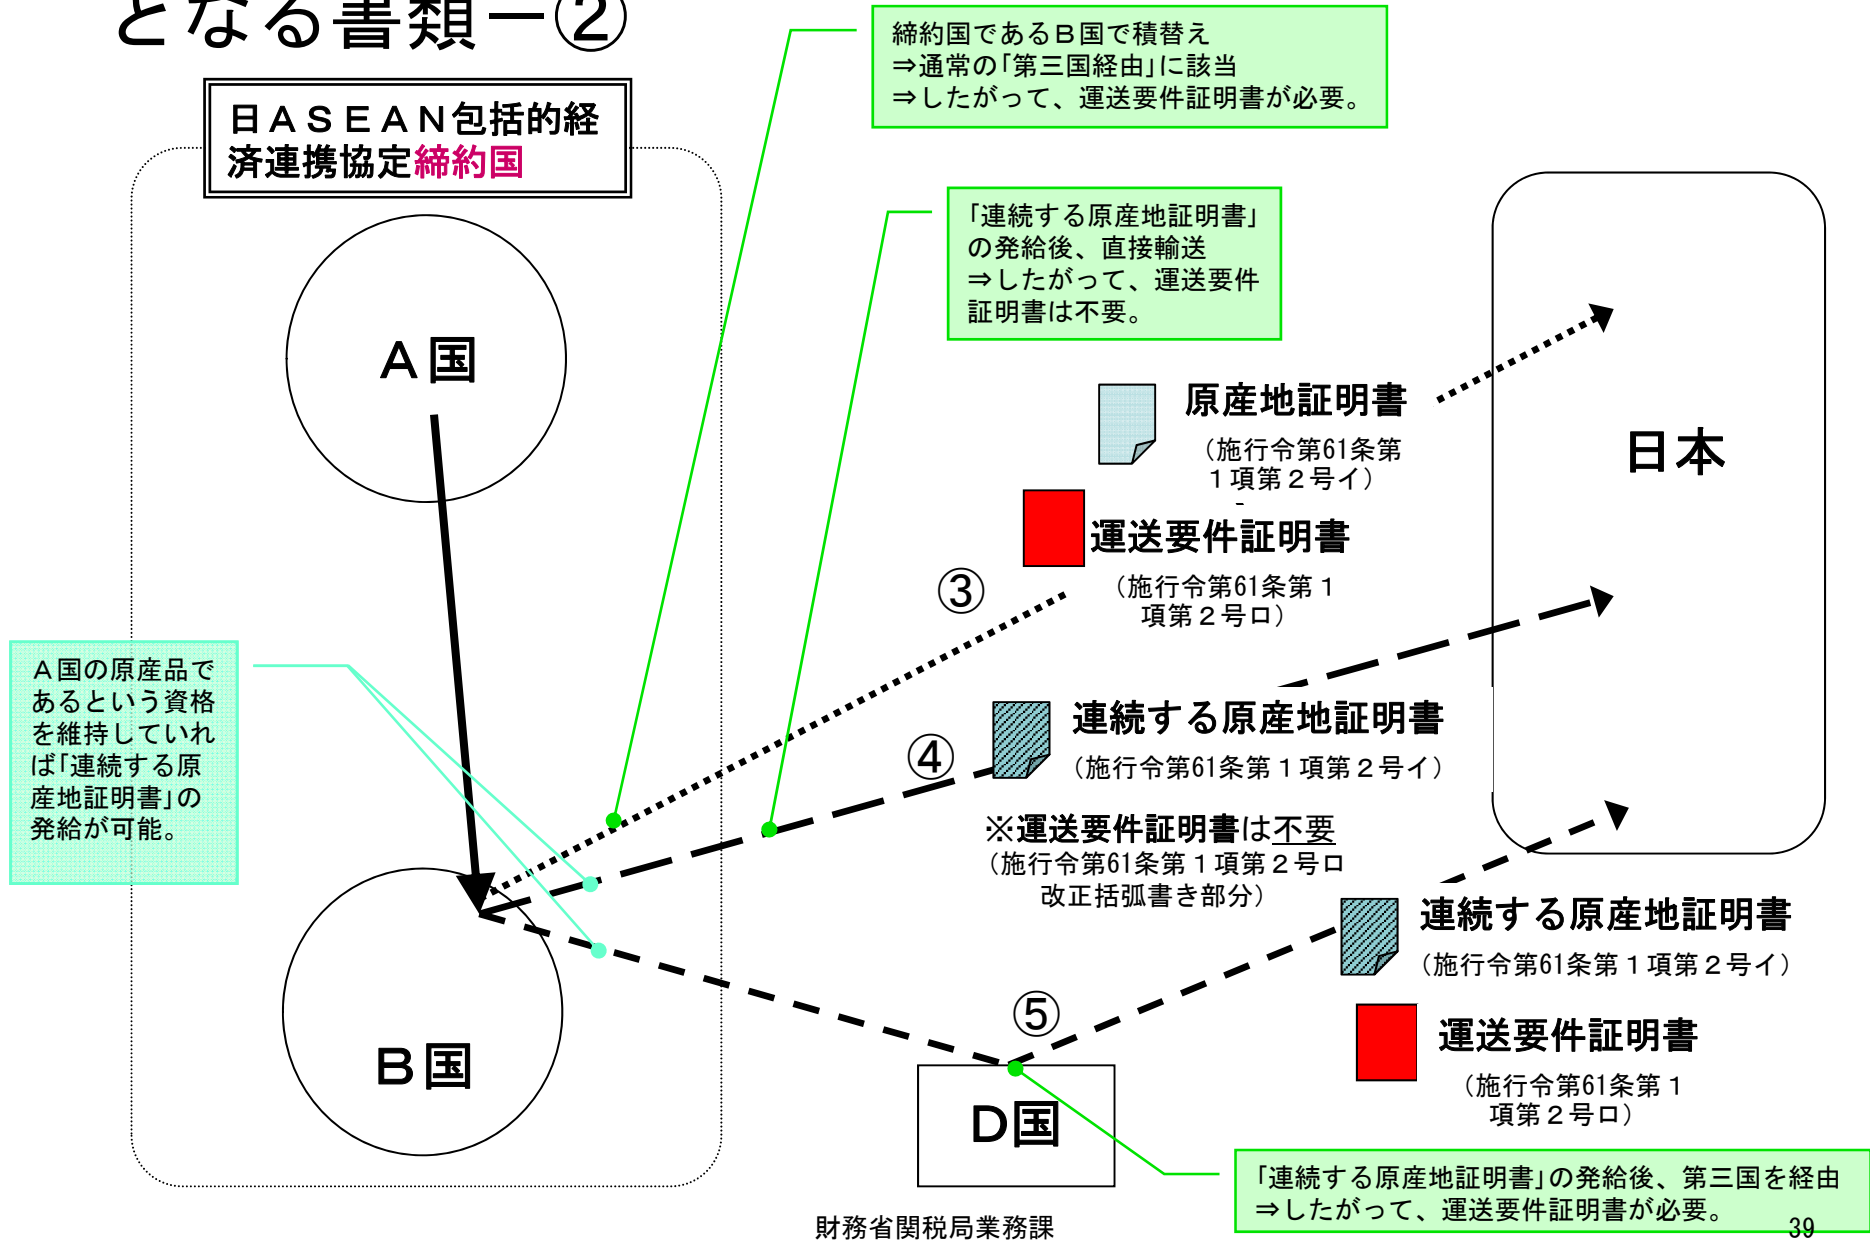 となる書類－②
日ＡＳＥＡＮ包括的経
済連携協定締約国
締約国であるＢ国で積替え
⇒通常の「第三国経由」に該当
⇒したがって、運送要件証明書が必要。
「連続する原産地証明書」
の発給後、直接輸送
⇒したがって、運送要件
証明書は不要。
Ａ国
原産地証明書
（施行令第61条第
１項第２号イ）
日本
運送要件証明書
（施行令第61条第１
項第２号ロ）
③
Ａ国の原産品で
あるという資格
を維持していれ
ば「連続する原
産地証明書」の
発給が可能。
④
連続する原産地証明書
（施行令第61条第１項第２号イ）
※運送要件証明書は不要
（施行令第61条第１項第２号ロ
改正括弧書き部分）
連続する原産地証明書
（施行令第61条第１項第２号イ）
⑤
運送要件証明書
（施行令第61条第１
項第２号ロ）
Ｂ国
Ｄ国
「連続する原産地証明書」の発給後、第三国を経由
⇒したがって、運送要件証明書が必要。
財務省関税局業務課
39